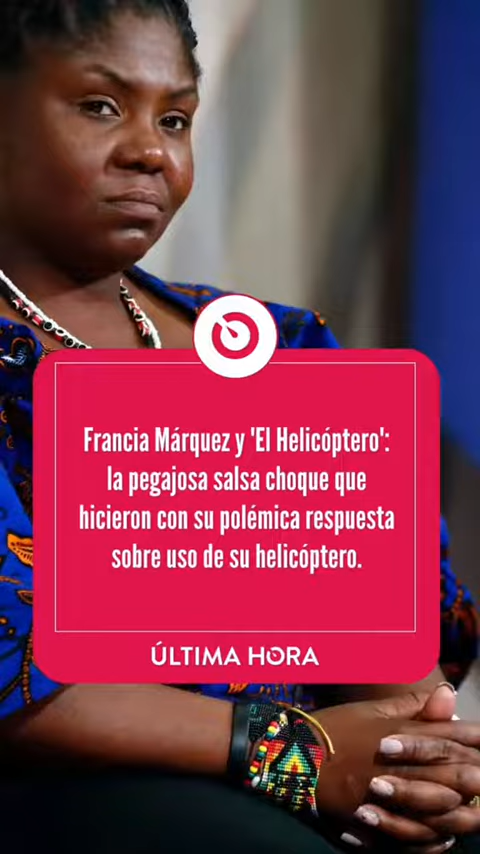 Francia Márquez y 'El Helicóptero':
la pegajosa salsa choque que
hicieron con su polémica respuesta
sobre uso de su helicóptero.
ÚLTIMA HORA